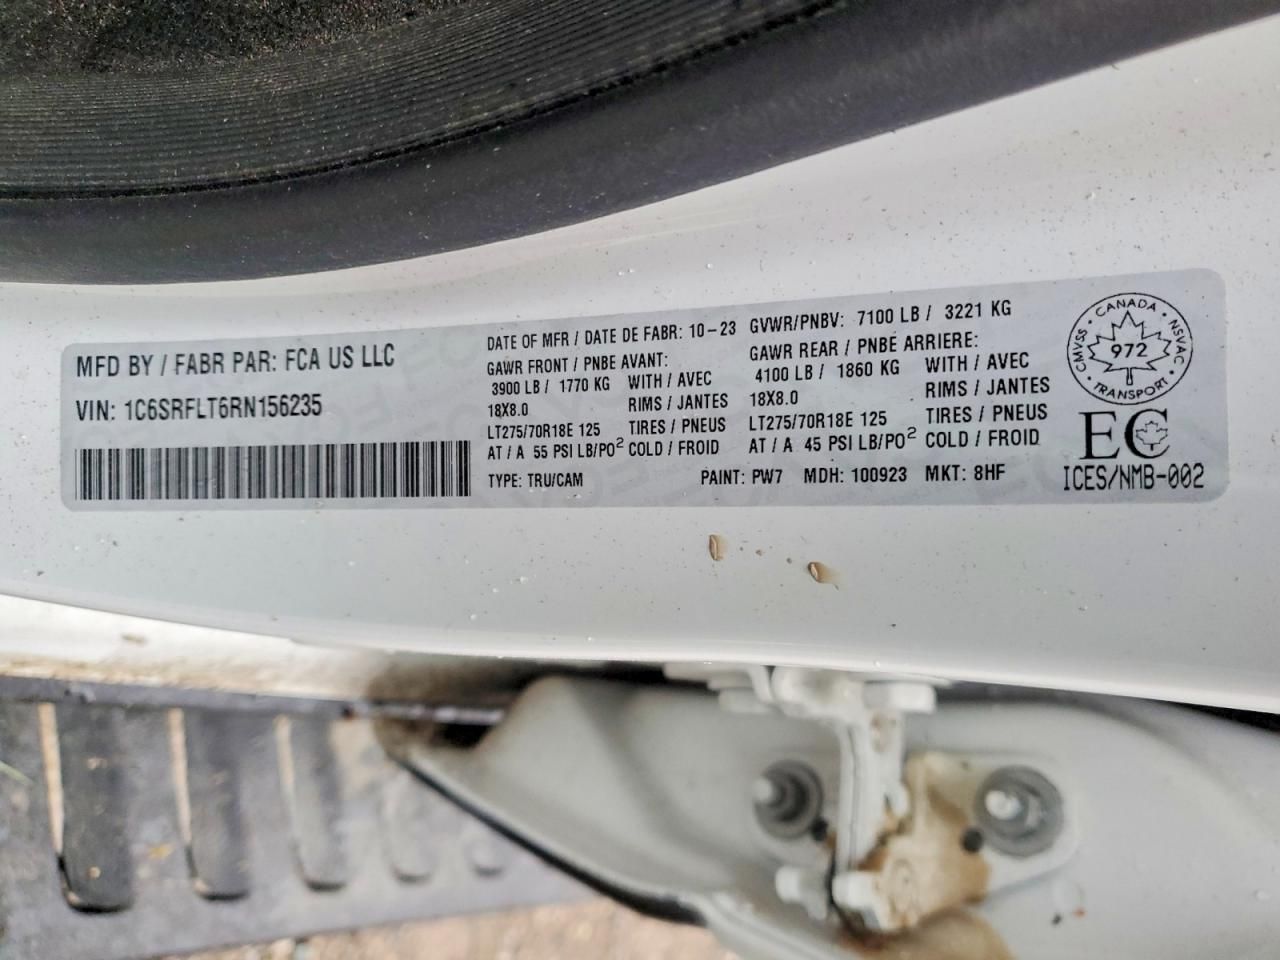 MFD BY / FABR PAR: FCA US LLC
VIN: 1C6SRFLT6RN156235
DATE OF MFR / DATE DE FABR: 10-23
GAWR FRONT / PNBE AVANT:
3900 LB / 1770 KG WITH / AVEC
18X8.0 RIMS / JANTES
LT275/70R18E 125 TIRES / PNEUS
AT / A 55 PSI LB/PO² COLD / FROID
TYPE: TRU/CAM
GVWR/PNBV: 7100 LB / 3221 KG
GAWR REAR / PNBE ARRIERE:
4100 LB / 1860 KG WITH / AVEC
18X8.0 RIMS / JANTES
LT275/70R18E 125 TIRES / PNEUS
AT / A 45 PSI LB/PO² COLD / FROID
PAINT: PW7 MDH: 100923 MKT: 8HF
CMVSS • CANADA • NSVAC • TRANSPORT •
972
EC
ICES/NMB-002